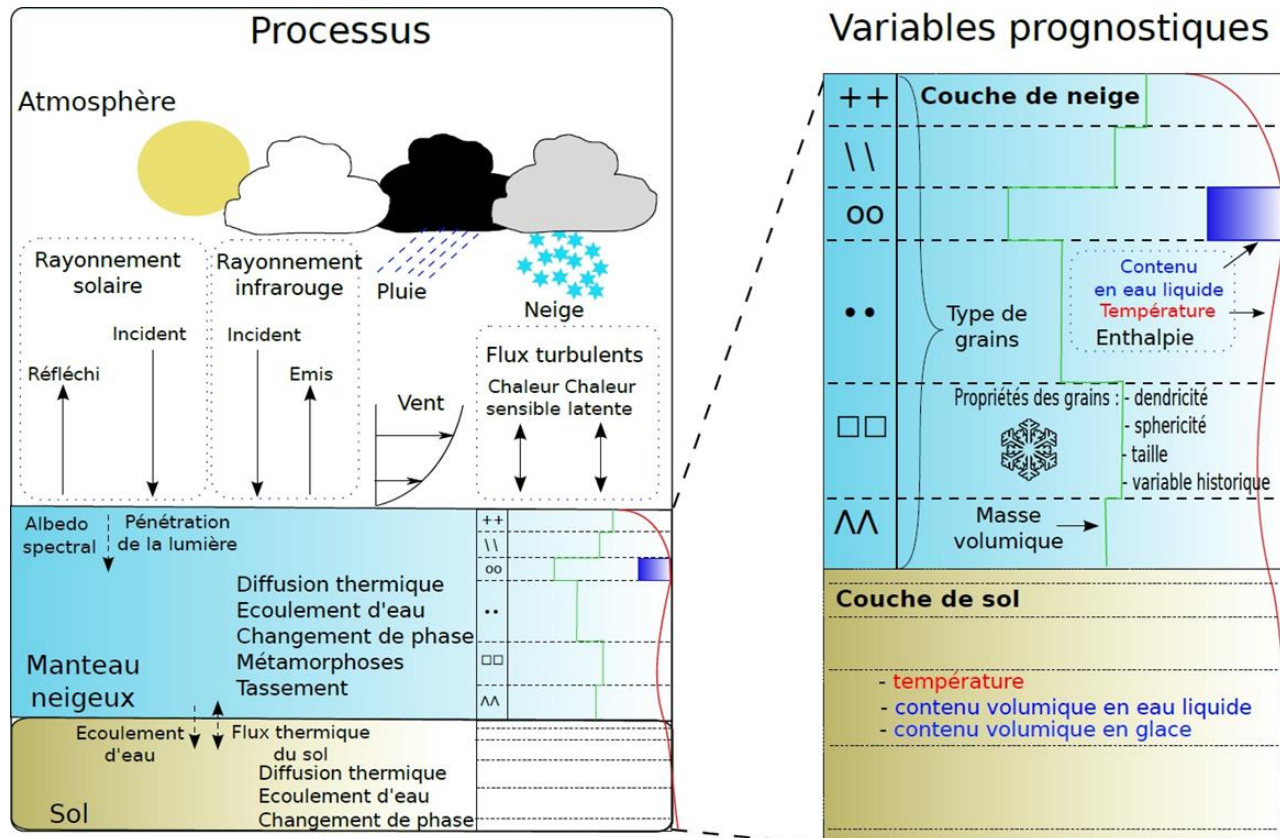 Processus
Atmosphère
Rayonnement
solaire
Incident
Réfléchi
Rayonnement
infrarouge
Incident
Emis
Pluie
Neige
Vent
Flux turbulents
Chaleur Chaleur
sensible latente
Albedo
spectral
Pénétration
de la lumière
Diffusion thermique
Ecoulement d'eau
Changement de phase
Métamorphoses
Tassement
Manteau
neigeux
++
\ \
oo
••
□□
ΛΛ
Ecoulement
d'eau
Flux thermique
du sol
Diffusion thermique
Ecoulement d'eau
Changement de phase
Sol
Variables prognostiques
++
Couche de neige
\ \
oo
••
Type de
grains
Contenu
en eau liquide
Température
Enthalpie
□□
Propriétés des grains : - dendricité
- sphericité
- taille
- variable historique
ΛΛ
Masse
volumique
Couche de sol
- température
- contenu volumique en eau liquide
- contenu volumique en glace